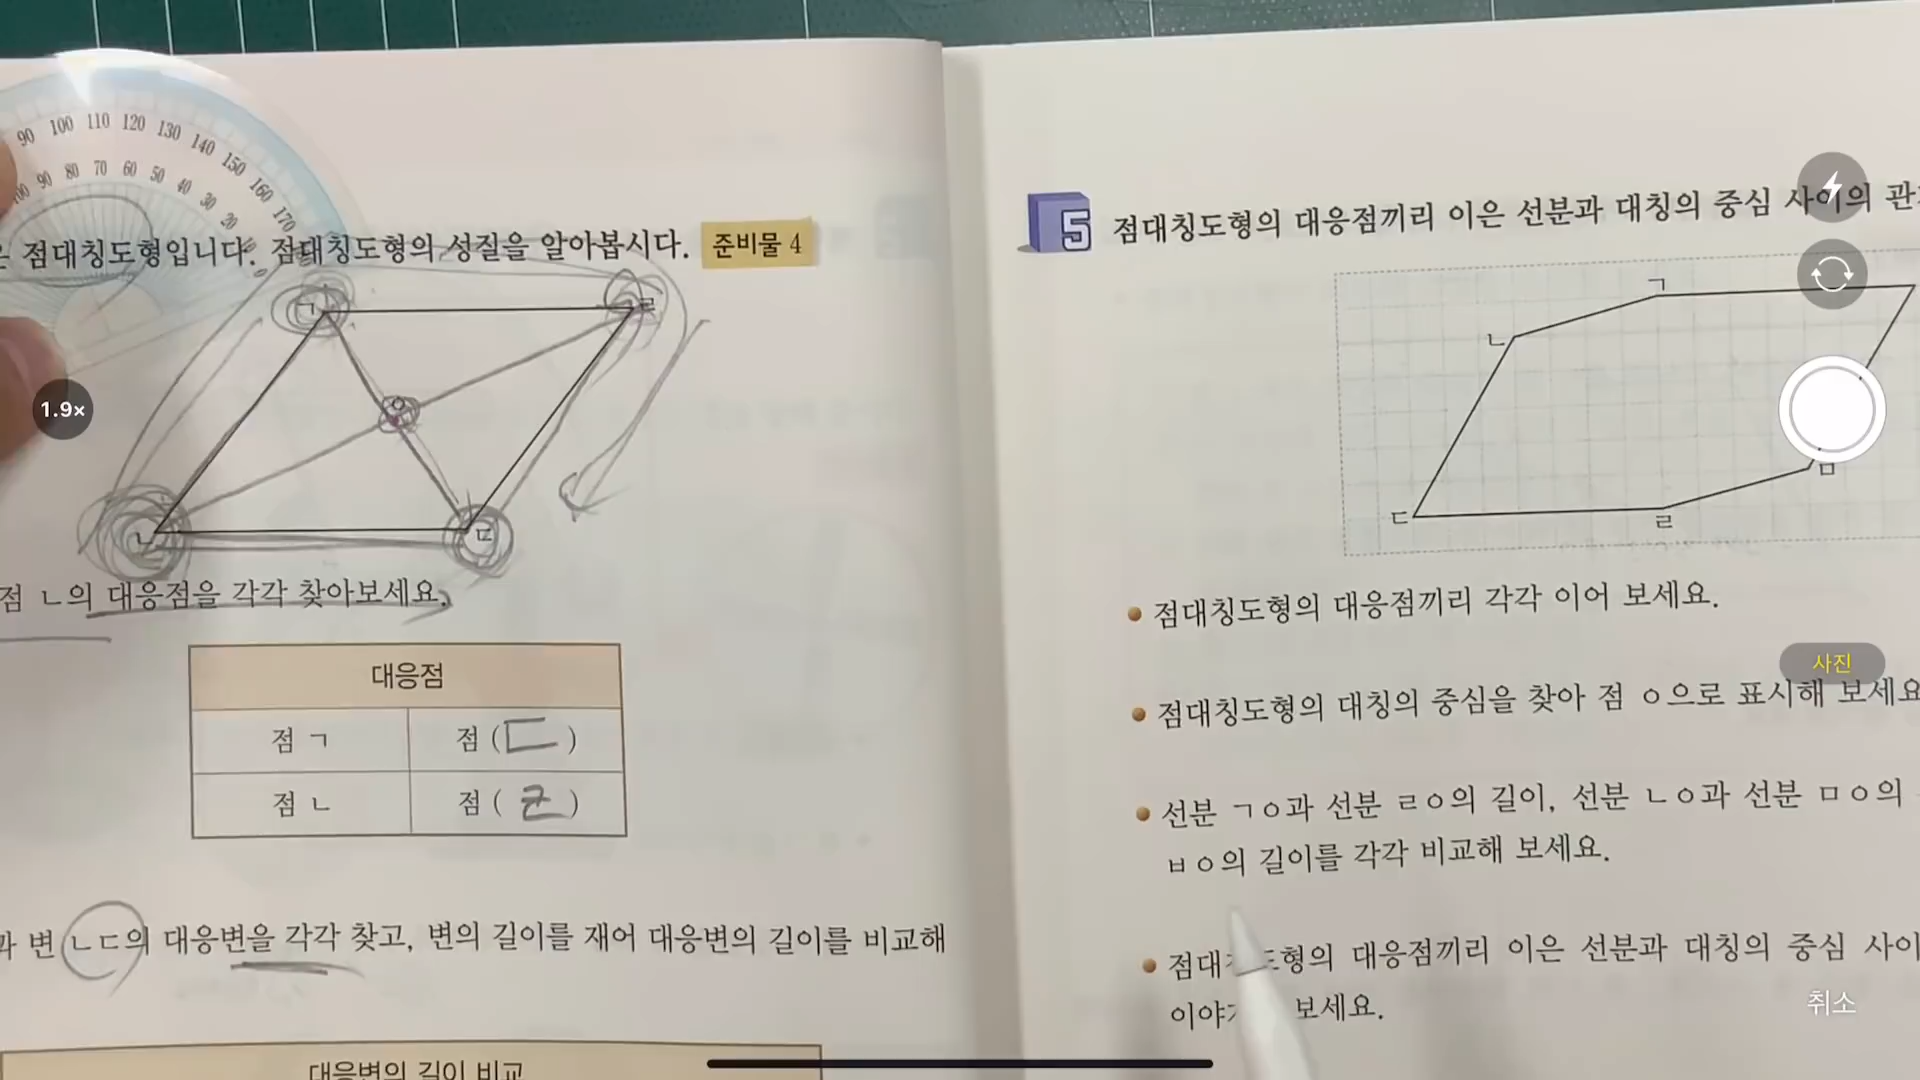 90 100 110 120 130 140 150 160 170
90 80 70 60 50 40 30 20
점대칭도형입니다. 점대칭도형의 성질을 알아봅시다. 준비물 4
ㄱ
ㄹ
ㅇ
ㄴ
ㄷ
점 ㄴ의 대응점을 각각 찾아보세요.
대응점
점 ㄱ 점 (ㄷ)
점 ㄴ 점 (ㄹ)
변 ㄴㄷ의 대응변을 각각 찾고, 변의 길이를 재어 대응변의 길이를 비교해
대응변의 길이 비교
1.9×
5 점대칭도형의 대응점끼리 이은 선분과 대칭의 중심 사이의
ㄱ
ㄴ
ㅁ
ㄷ
ㄹ
• 점대칭도형의 대응점끼리 각각 이어 보세요.
• 점대칭도형의 대칭의 중심을 찾아 점 ㅇ으로 표시해 보세요
• 선분 ㄱㅇ과 선분 ㄹㅇ의 길이, 선분 ㄴㅇ과 선분 ㅁㅇ의
ㅂㅇ의 길이를 각각 비교해 보세요.
• 대응점끼리 이은 선분과 대칭의 중심
보세요.
사진
취소